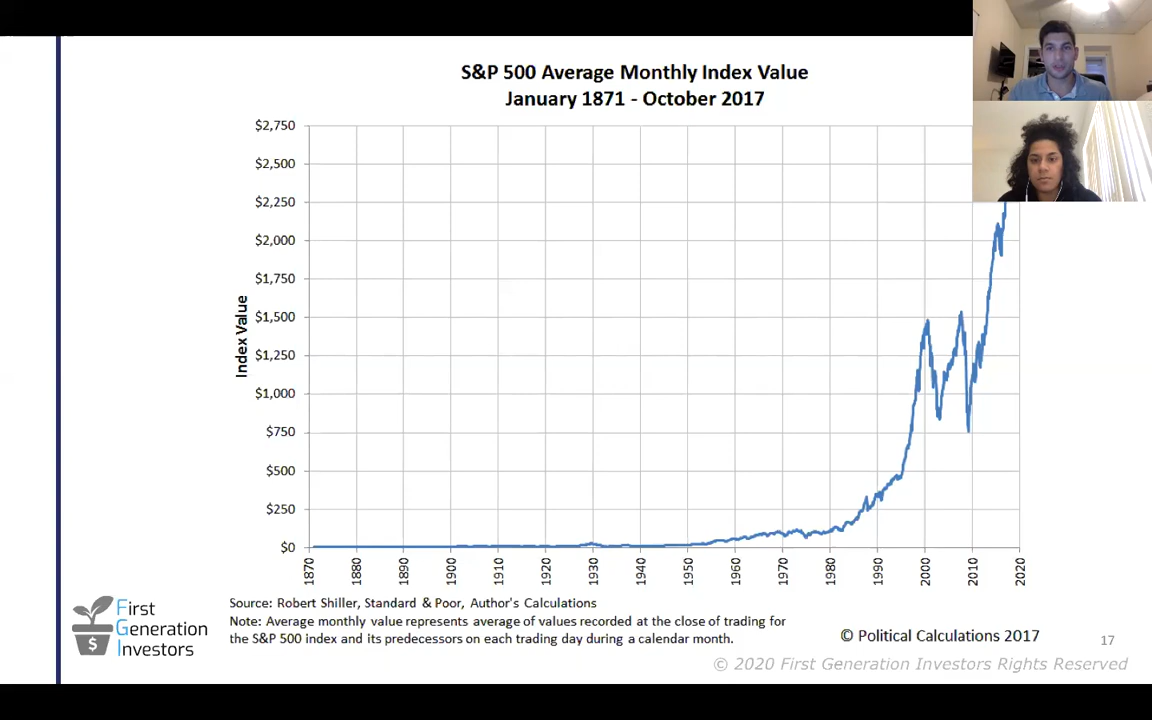 S&P 500 Average Monthly Index Value
January 1871 - October 2017
$2,750
$2,500
$2,250
$2,000
$1,750
$1,500
$1,250
$1,000
$750
$500
$250
$0
Index Value
1870
1880
1890
1900
1910
1920
1930
1940
1950
1960
1970
1980
1990
2000
2010
2020
Source: Robert Shiller, Standard & Poor, Author's Calculations
Note: Average monthly value represents average of values recorded at the close of trading for
the S&P 500 index and its predecessors on each trading day during a calendar month.
© Political Calculations 2017
First
Generation
Investors
$
17
© 2020 First Generation Investors Rights Reserved